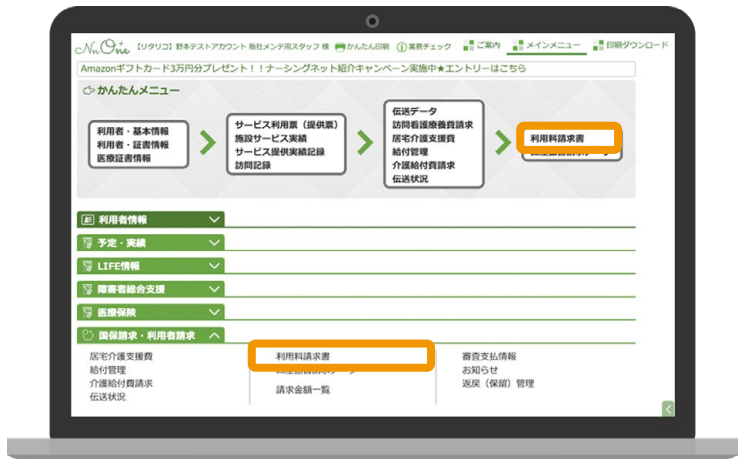 NnOne+ 【リタリコ】野本テストアカウント 販社メンテ用スタッフ 様 かんたん印刷 業務チェック ご案内 メインメニュー 印刷ダウンロード
Amazonギフトカード3万円分プレゼント！！ナーシングネット紹介キャンペーン実施中★エントリーはこちら
かんたんメニュー
利用者・基本情報
利用者・証書情報
医療証書情報
サービス利用票（提供票）
施設サービス実績
サービス提供実績記録
訪問記録
伝送データ
訪問看護療養費請求
居宅介護支援費
給付管理
介護給付費請求
伝送状況
利用料請求書
利用者情報
予定・実績
LIFE情報
障害者総合支援
医療保険
国保請求・利用者請求
居宅介護支援費
給付管理
介護給付費請求
伝送状況
利用料請求書
請求金額一覧
審査支払情報
お知らせ
返戻（保留）管理